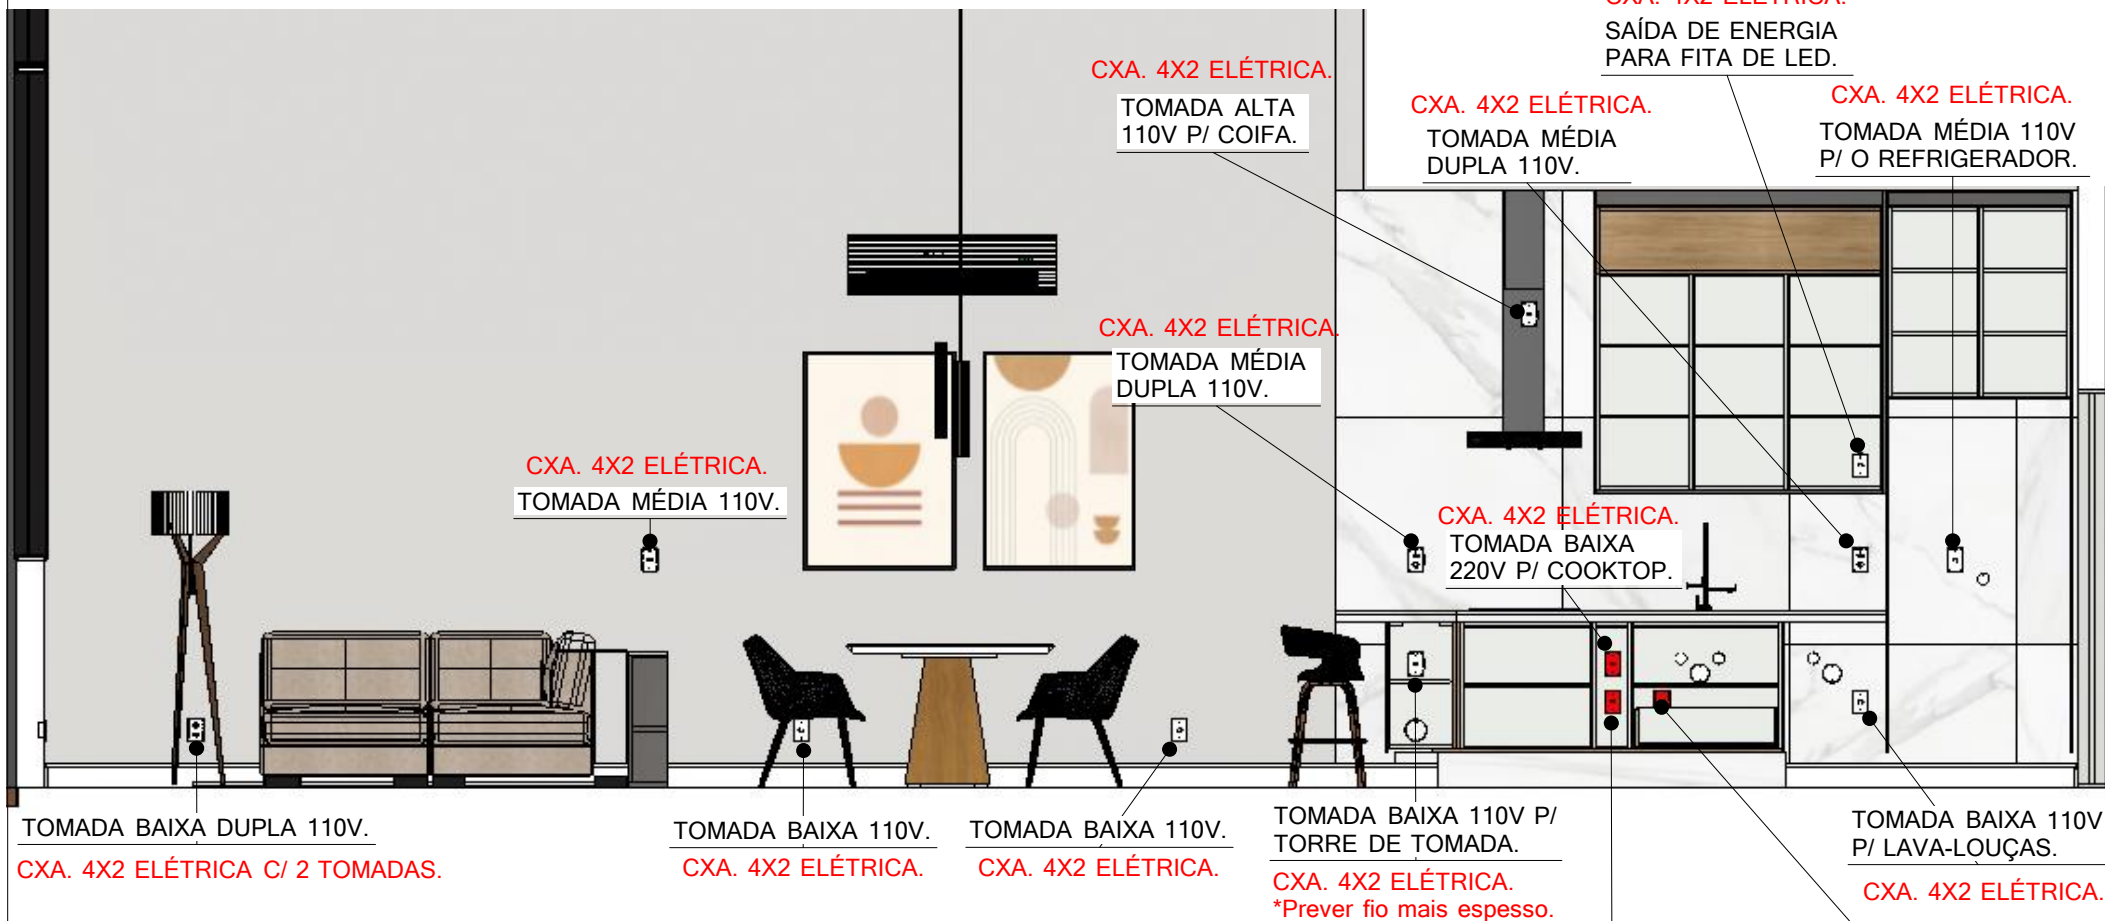 CXA. 4X2 ELÉTRICA.
SAÍDA DE ENERGIA
PARA FITA DE LED.
CXA. 4X2 ELÉTRICA.
TOMADA ALTA
110V P/ COIFA.
CXA. 4X2 ELÉTRICA.
TOMADA MÉDIA
DUPLA 110V.
CXA. 4X2 ELÉTRICA.
TOMADA MÉDIA 110V
P/ O REFRIGERADOR.
CXA. 4X2 ELÉTRICA.
TOMADA MÉDIA
DUPLA 110V.
CXA. 4X2 ELÉTRICA.
TOMADA MÉDIA 110V.
CXA. 4X2 ELÉTRICA.
TOMADA BAIXA
220V P/ COOKTOP.
TOMADA BAIXA DUPLA 110V.
CXA. 4X2 ELÉTRICA C/ 2 TOMADAS.
TOMADA BAIXA 110V.
CXA. 4X2 ELÉTRICA.
TOMADA BAIXA 110V.
CXA. 4X2 ELÉTRICA.
TOMADA BAIXA 110V P/
TORRE DE TOMADA.
CXA. 4X2 ELÉTRICA.
*Prever fio mais espesso.
TOMADA BAIXA 110V
P/ LAVA-LOUÇAS.
CXA. 4X2 ELÉTRICA.